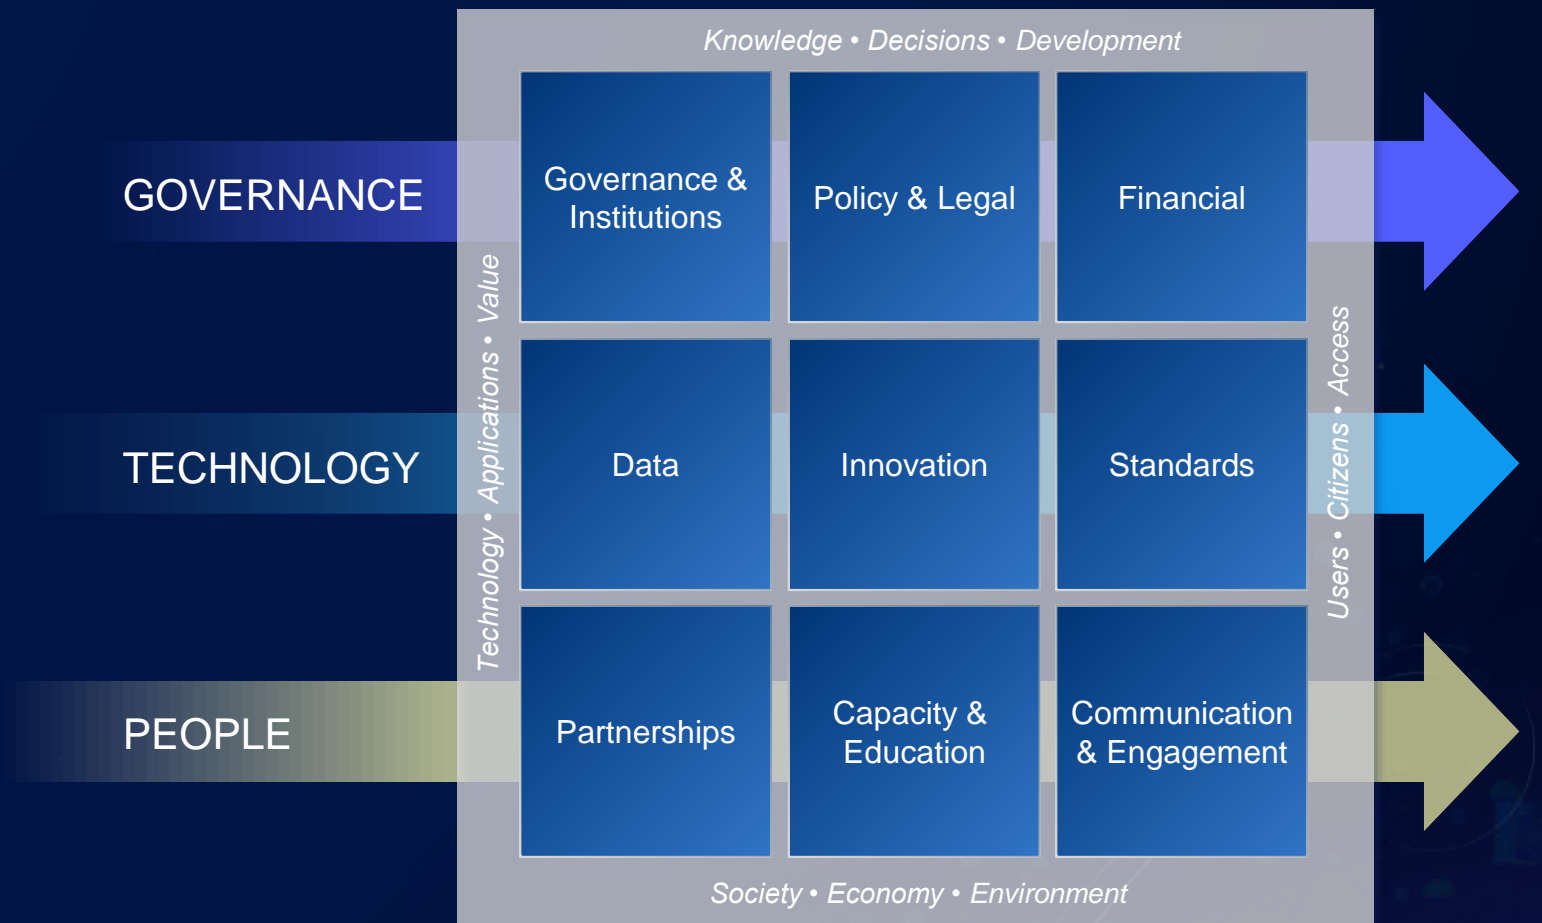 Knowledge • Decisions • Development
GOVERNANCE
Governance &
Institutions
Policy & Legal
Financial
Technology • Applications • Value
Users • Citizens • Access
TECHNOLOGY
Data
Innovation
Standards
PEOPLE
Partnerships
Capacity &
Education
Communication
& Engagement
Society • Economy • Environment